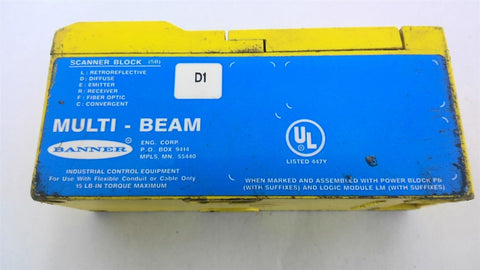 SCANNER BLOCK (SB)
L : RETROREFLECTIVE
D : DIFFUSE
E : EMITTER
R : RECEIVER
F : FIBER OPTIC
C : CONVERGENT
D1
MULTI - BEAM
BANNER
ENG. CORP.
P.O. BOX 9414
MPLS, MN. 55440
UL
LISTED 447Y
INDUSTRIAL CONTROL EQUIPMENT
For Use With Flexible Conduit or Cable Only
15 LB-IN TORQUE MAXIMUM
WHEN MARKED AND ASSEMBLED WITH POWER BLOCK PB
(WITH SUFFIXES) AND LOGIC MODULE LM (WITH SUFFIXES)